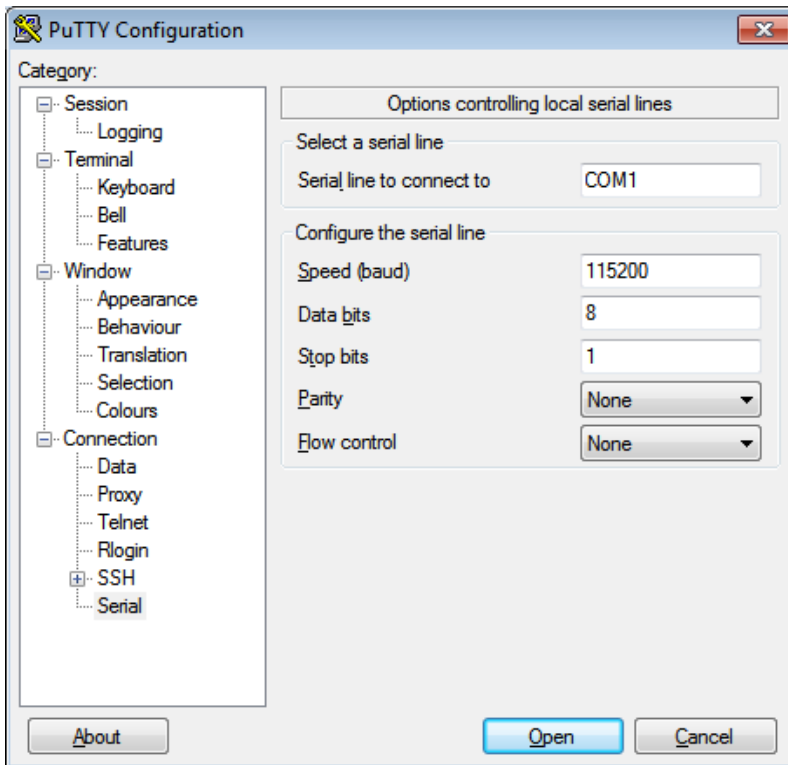 PuTTY Configuration
Category:
Session
Logging
Terminal
Keyboard
Bell
Features
Window
Appearance
Behaviour
Translation
Selection
Colours
Connection
Data
Proxy
Telnet
Rlogin
SSH
Serial
Options controlling local serial lines
Select a serial line
Serial line to connect to COM1
Configure the serial line
Speed (baud) 115200
Data bits 8
Stop bits 1
Parity None
Flow control None
About Open Cancel